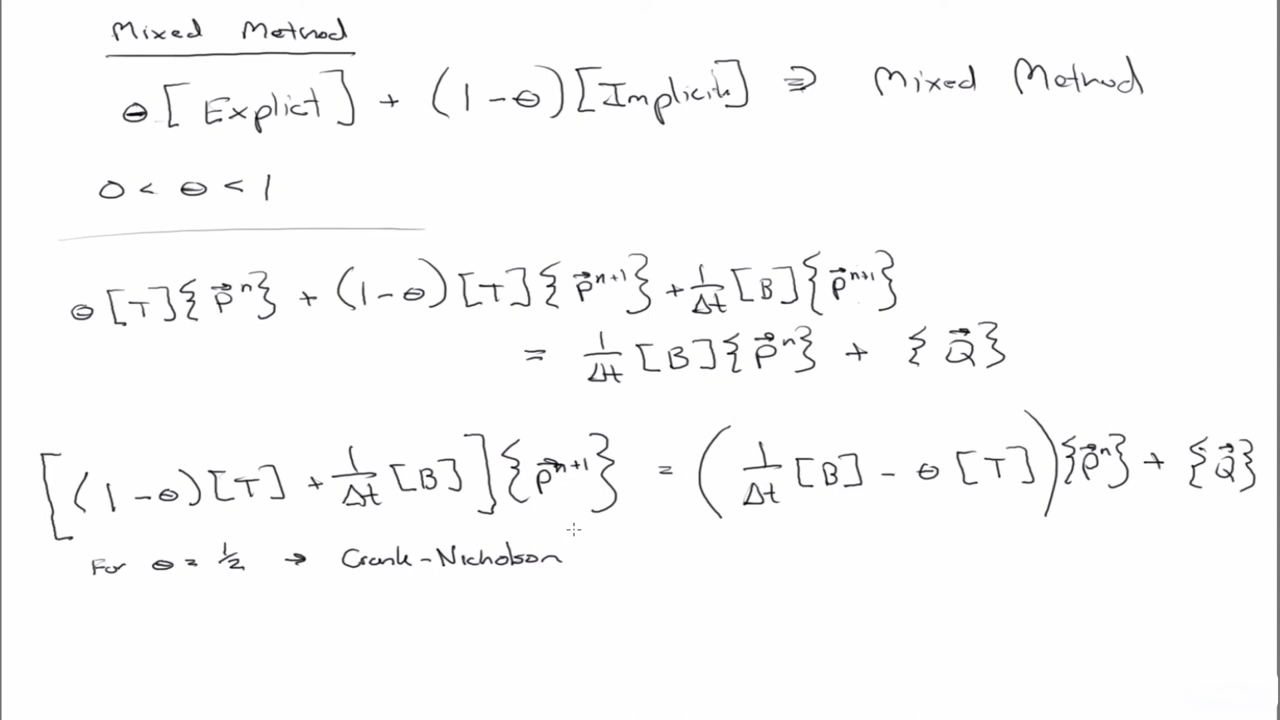 Mixed Method
θ [Explict] + (1-θ)[Implicit] ⇒ Mixed Method
0 < θ < 1
θ [T]{P⃗ⁿ} + (1-θ)[T]{P⃗ⁿ⁺¹} + 1/Δt [B]{P⃗ⁿ⁺¹}
= 1/Δt [B]{P⃗ⁿ} + {Q⃗}
[(1-θ)[T] + 1/Δt [B]]{P⃗ⁿ⁺¹} = (1/Δt [B] - θ [T]){P⃗ⁿ} + {Q⃗}
For θ = 1/2 → Crank-Nicholson